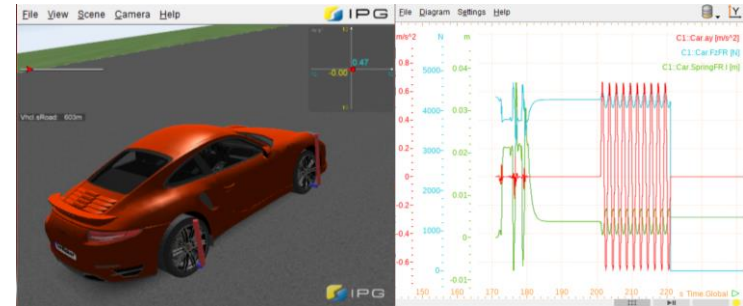 File View Scene Camera Help
IPG
0.47
-0.00
Vhcl.sRoad: 603m
IPG
File Diagram Settings Help
m/s^2 N m
C1::Car.ay [m/s^2]
C1::Car.FzFR [N]
C1::Car.SpringFR.l [m]
0.8 5000 0.04
0.6
0.4 4000 0.03
0.2 3000 0.02
0
-0.2 2000 0.01
-0.4 1000 0
-0.6 0 -0.01
150 160 170 180 190 200 210 220 s Time.Global